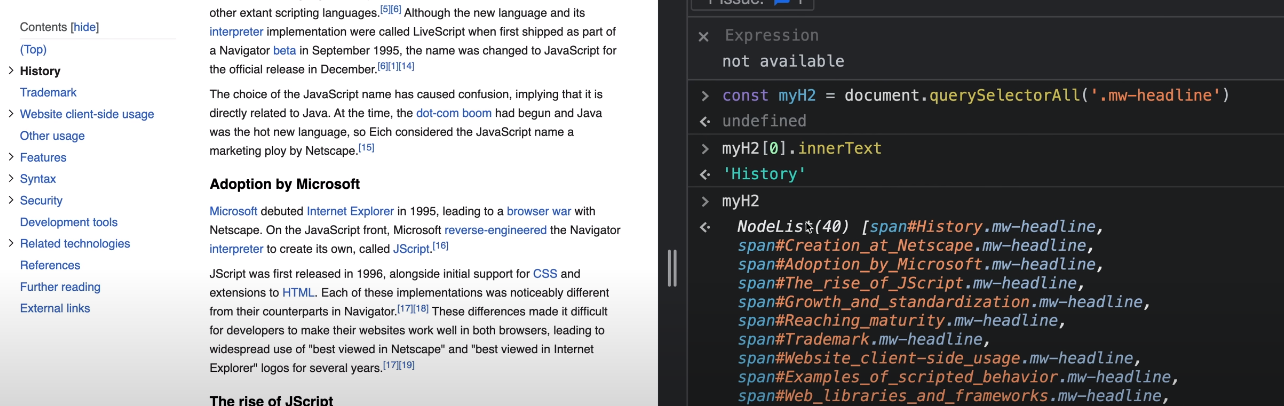 Contents [hide]
(Top)
History
Trademark
Website client-side usage
Other usage
Features
Syntax
Security
Development tools
Related technologies
References
Further reading
External links
other extant scripting languages.[5][6] Although the new language and its
interpreter implementation were called LiveScript when first shipped as part of
a Navigator beta in September 1995, the name was changed to JavaScript for
the official release in December.[6][1][14]
The choice of the JavaScript name has caused confusion, implying that it is
directly related to Java. At the time, the dot-com boom had begun and Java
was the hot new language, so Eich considered the JavaScript name a
marketing ploy by Netscape.[15]
Adoption by Microsoft
Microsoft debuted Internet Explorer in 1995, leading to a browser war with
Netscape. On the JavaScript front, Microsoft reverse-engineered the Navigator
interpreter to create its own, called JScript.[16]
JScript was first released in 1996, alongside initial support for CSS and
extensions to HTML. Each of these implementations was noticeably different
from their counterparts in Navigator.[17][18] These differences made it difficult
for developers to make their websites work well in both browsers, leading to
widespread use of "best viewed in Netscape" and "best viewed in Internet
Explorer" logos for several years.[17][19]
The rise of JScript
1 Issue: 1
× Expression
not available
> const myH2 = document.querySelectorAll('.mw-headline')
undefined
> myH2[0].innerText
'History'
> myH2
NodeList(40) [span#History.mw-headline,
span#Creation_at_Netscape.mw-headline,
span#Adoption_by_Microsoft.mw-headline,
span#The_rise_of_JScript.mw-headline,
span#Growth_and_standardization.mw-headline,
span#Reaching_maturity.mw-headline,
span#Trademark.mw-headline,
span#Website_client-side_usage.mw-headline,
span#Examples_of_scripted_behavior.mw-headline,
span#Web_libraries_and_frameworks.mw-headline,